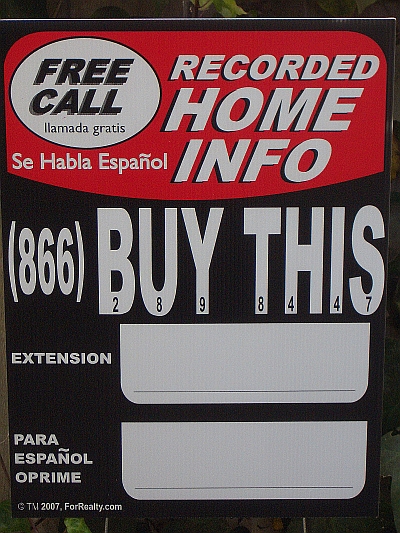 FREE
CALL
llamada gratis
RECORDED
HOME
INFO
Se Habla Español
(866) BUY THIS
2 8 9 8 4 4 7
EXTENSION
PARA
ESPAÑOL
OPRIME
© TM 2007, ForRealty.com